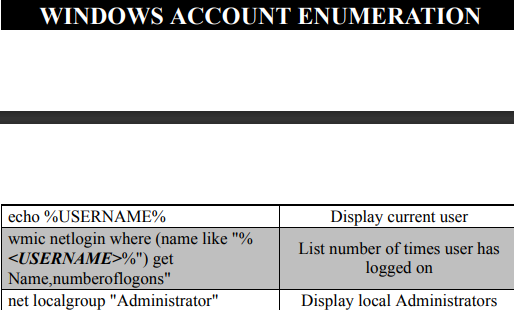 WINDOWS ACCOUNT ENUMERATION
echo %USERNAME%
Display current user
wmic netlogin where (name like "%
<USERNAME>%") get
Name,numberoflogons"
List number of times user has
logged on
net localgroup "Administrator"
Display local Administrators